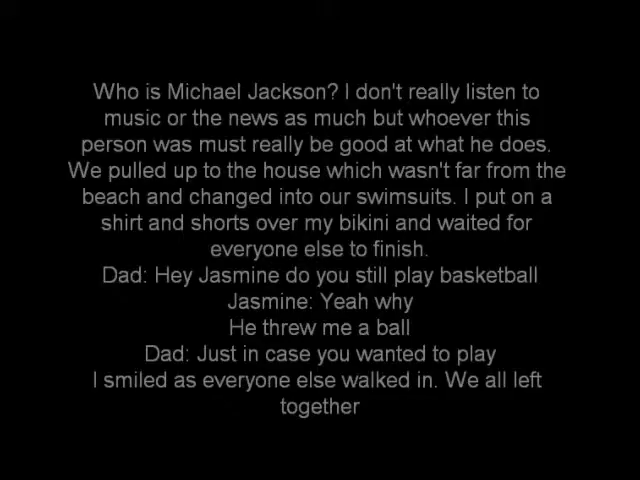 Who is Michael Jackson? I don't really listen to
music or the news as much but whoever this
person was must really be good at what he does.
We pulled up to the house which wasn't far from the
beach and changed into our swimsuits. I put on a
shirt and shorts over my bikini and waited for
everyone else to finish.
Dad: Hey Jasmine do you still play basketball
Jasmine: Yeah why
He threw me a ball
Dad: Just in case you wanted to play
I smiled as everyone else walked in. We all left
together